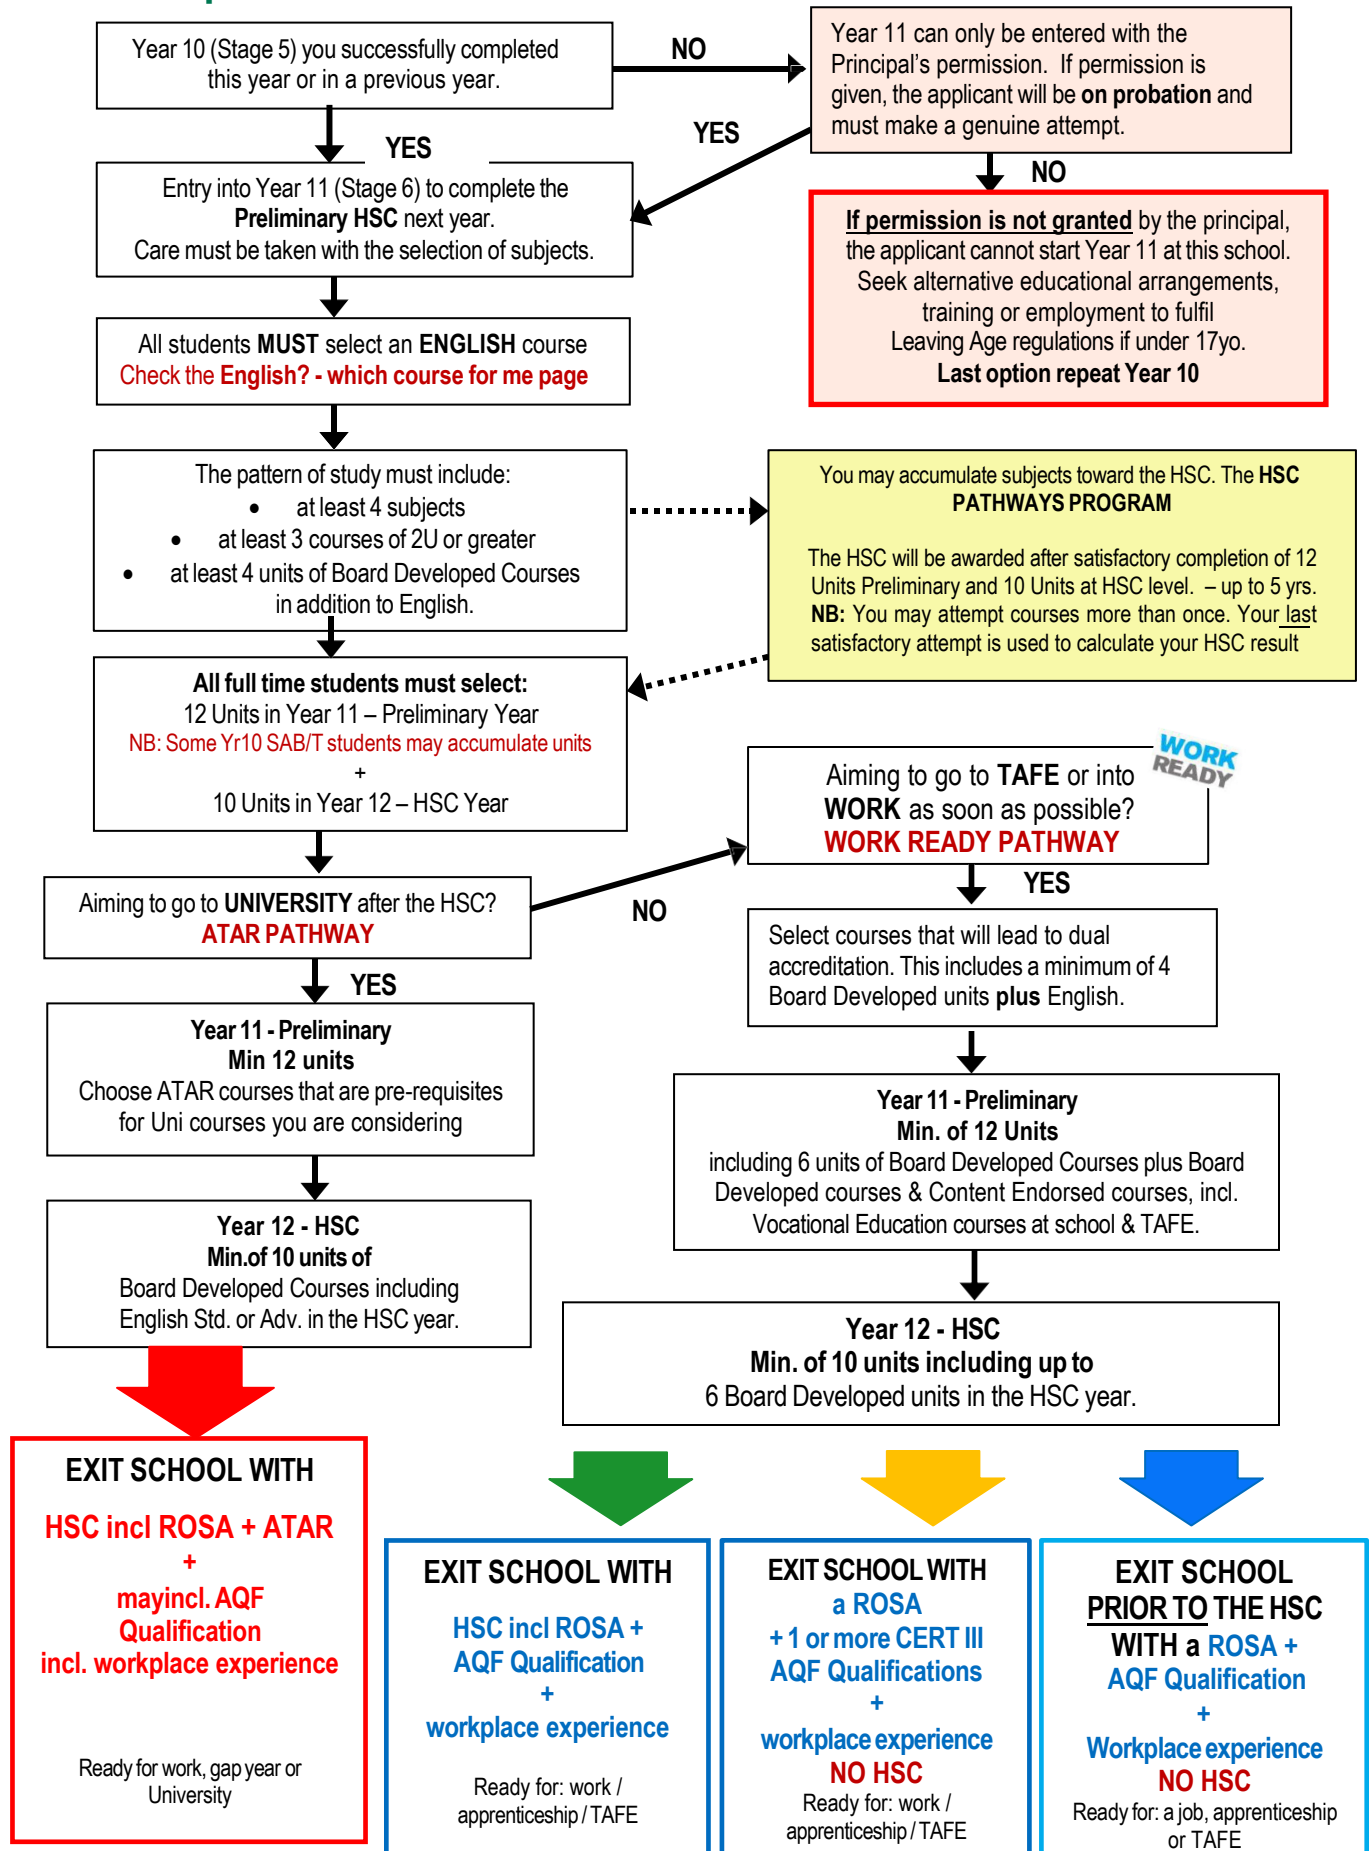 Year 10 (Stage 5) you successfully completed
this year or in a previous year.
NO
Year 11 can only be entered with the
Principal's permission. If permission is
given, the applicant will be on probation and
must make a genuine attempt.
YES
YES
NO
Entry into Year 11 (Stage 6) to complete the
Preliminary HSC next year.
Care must be taken with the selection of subjects.
If permission is not granted by the principal,
the applicant cannot start Year 11 at this school.
Seek alternative educational arrangements,
training or employment to fulfil
Leaving Age regulations if under 17yo.
Last option repeat Year 10
All students MUST select an ENGLISH course
Check the English? - which course for me page
The pattern of study must include:
• at least 4 subjects
• at least 3 courses of 2U or greater
• at least 4 units of Board Developed Courses
in addition to English.
You may accumulate subjects toward the HSC. The HSC
PATHWAYS PROGRAM
The HSC will be awarded after satisfactory completion of 12
Units Preliminary and 10 Units at HSC level. – up to 5 yrs.
NB: You may attempt courses more than once. Your last
satisfactory attempt is used to calculate your HSC result
All full time students must select:
12 Units in Year 11 – Preliminary Year
NB: Some Yr10 SAB/T students may accumulate units
+
10 Units in Year 12 – HSC Year
WORK
READY
Aiming to go to TAFE or into
WORK as soon as possible?
WORK READY PATHWAY
Aiming to go to UNIVERSITY after the HSC?
ATAR PATHWAY
NO
YES
YES
Select courses that will lead to dual
accreditation. This includes a minimum of 4
Board Developed units plus English.
Year 11 - Preliminary
Min 12 units
Choose ATAR courses that are pre-requisites
for Uni courses you are considering
Year 11 - Preliminary
Min. of 12 Units
including 6 units of Board Developed Courses plus Board
Developed courses & Content Endorsed courses, incl.
Vocational Education courses at school & TAFE.
Year 12 - HSC
Min.of 10 units of
Board Developed Courses including
English Std. or Adv. in the HSC year.
Year 12 - HSC
Min. of 10 units including up to
6 Board Developed units in the HSC year.
EXIT SCHOOL WITH
HSC incl ROSA + ATAR
+
mayincl. AQF
Qualification
incl. workplace experience
Ready for work, gap year or
University
EXIT SCHOOL WITH
HSC incl ROSA +
AQF Qualification
+
workplace experience
Ready for: work /
apprenticeship / TAFE
EXIT SCHOOL WITH
a ROSA
+ 1 or more CERT III
AQF Qualifications
+
workplace experience
NO HSC
Ready for: work /
apprenticeship / TAFE
EXIT SCHOOL
PRIOR TO THE HSC
WITH a ROSA +
AQF Qualification
+
Workplace experience
NO HSC
Ready for: a job, apprenticeship
or TAFE